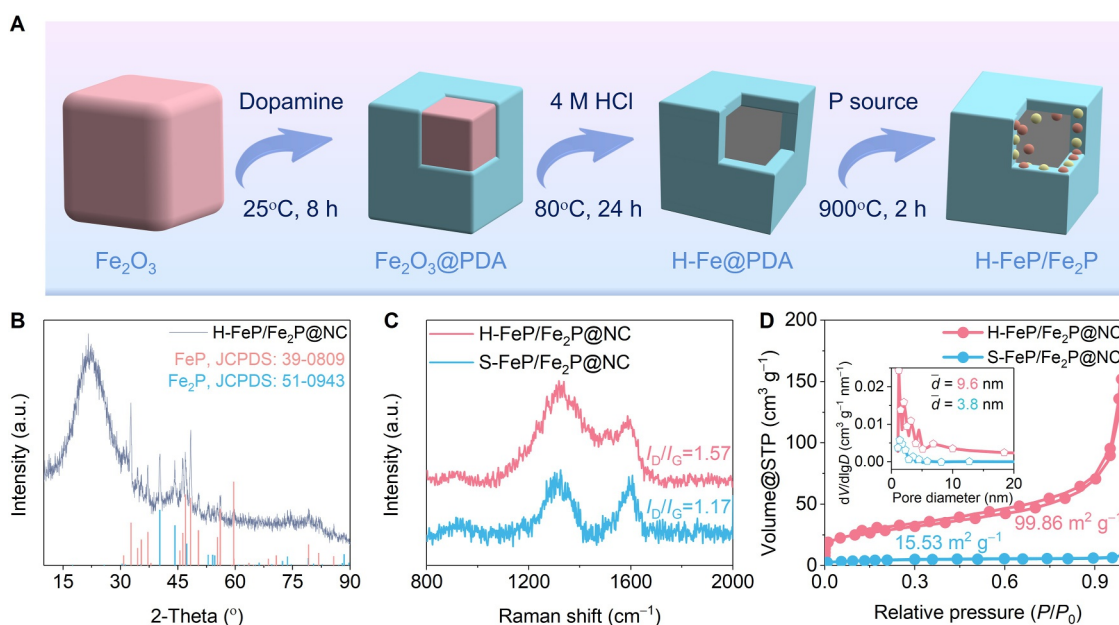 A
Dopamine
4 M HCl
P source
25°C, 8 h
80°C, 24 h
900°C, 2 h
Fe₂O₃
Fe₂O₃@PDA
H-Fe@PDA
H-FeP/Fe₂P
B
H-FeP/Fe₂P@NC
FeP, JCPDS: 39-0809
Fe₂P, JCPDS: 51-0943
Intensity (a.u.)
15 30 45 60 75 90
2-Theta (°)
C
H-FeP/Fe₂P@NC
S-FeP/Fe₂P@NC
I_D/I_G=1.57
I_D/I_G=1.17
Intensity (a.u.)
800 1200 1600 2000
Raman shift (cm⁻¹)
D
H-FeP/Fe₂P@NC
S-FeP/Fe₂P@NC
Volume@STP (cm³ g⁻¹)
200
150
100
50
0
dV/dlgD (cm³ g⁻¹ nm⁻¹)
0.02
0.01
0.00
d̄ = 9.6 nm
d̄ = 3.8 nm
0 5 10 15 20
Pore diameter (nm)
99.86 m² g⁻¹
15.53 m² g⁻¹
0.0 0.3 0.6 0.9
Relative pressure (P/P₀)